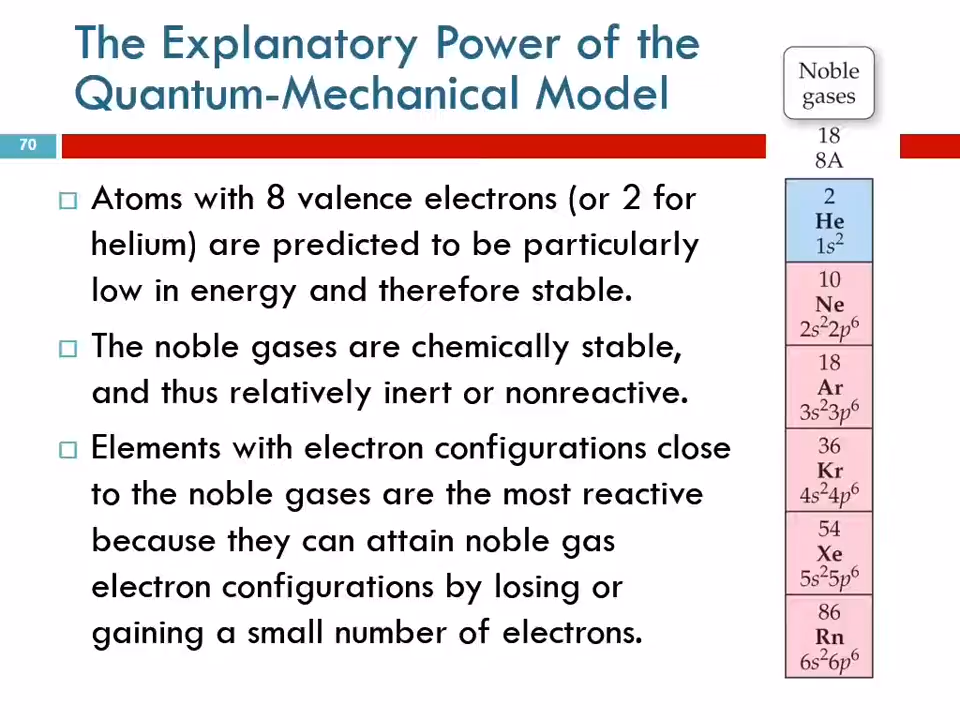 The Explanatory Power of the
Quantum-Mechanical Model
70
□ Atoms with 8 valence electrons (or 2 for
helium) are predicted to be particularly
low in energy and therefore stable.
□ The noble gases are chemically stable,
and thus relatively inert or nonreactive.
□ Elements with electron configurations close
to the noble gases are the most reactive
because they can attain noble gas
electron configurations by losing or
gaining a small number of electrons.
Noble
gases
18
8A
2
He
1s²
10
Ne
2s²2p⁶
18
Ar
3s²3p⁶
36
Kr
4s²4p⁶
54
Xe
5s²5p⁶
86
Rn
6s²6p⁶